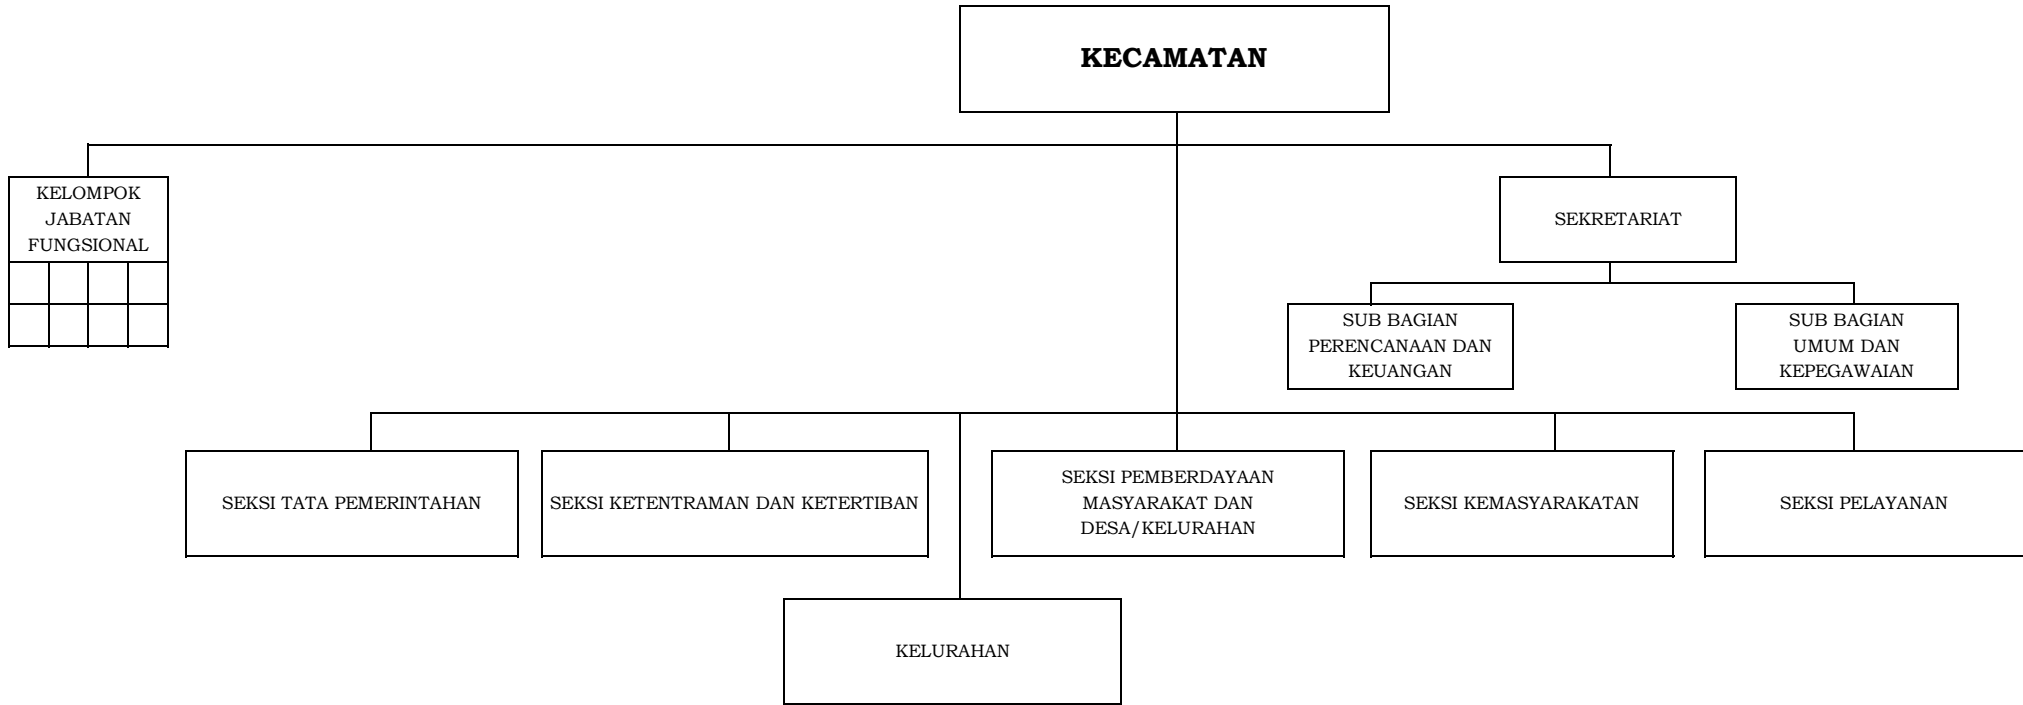 KECAMATAN
KELOMPOK
JABATAN
FUNGSIONAL
SEKRETARIAT
SUB BAGIAN
PERENCANAAN DAN
KEUANGAN
SUB BAGIAN
UMUM DAN
KEPEGAWAIAN
SEKSI TATA PEMERINTAHAN
SEKSI KETENTRAMAN DAN KETERTIBAN
SEKSI PEMBERDAYAAN
MASYARAKAT DAN
DESA/KELURAHAN
SEKSI KEMASYARAKATAN
SEKSI PELAYANAN
KELURAHAN